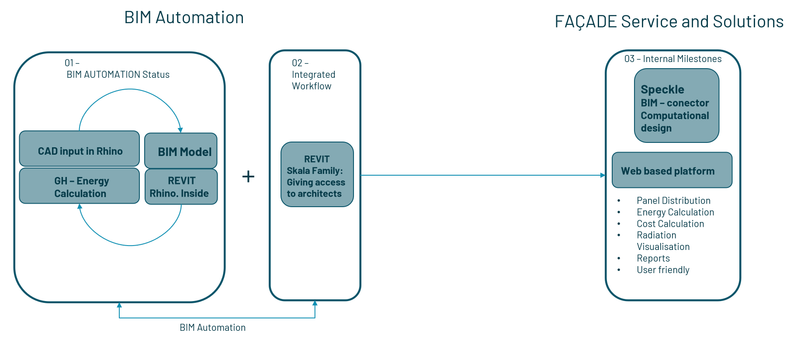 BIM Automation
FAÇADE Service and Solutions
01 –
BIM AUTOMATION Status
CAD input in Rhino
BIM Model
GH – Energy
Calculation
REVIT
Rhino. Inside
+
02 –
Integrated
Workflow
REVIT
Skala Family:
Giving access
to architects
03 – Internal Milestones
Speckle
BIM – conector
Computational
design
Web based platform
• Panel Distribution
• Energy Calculation
• Cost Calculation
• Radiation
Visualisation
• Reports
• User friendly
BIM Automation